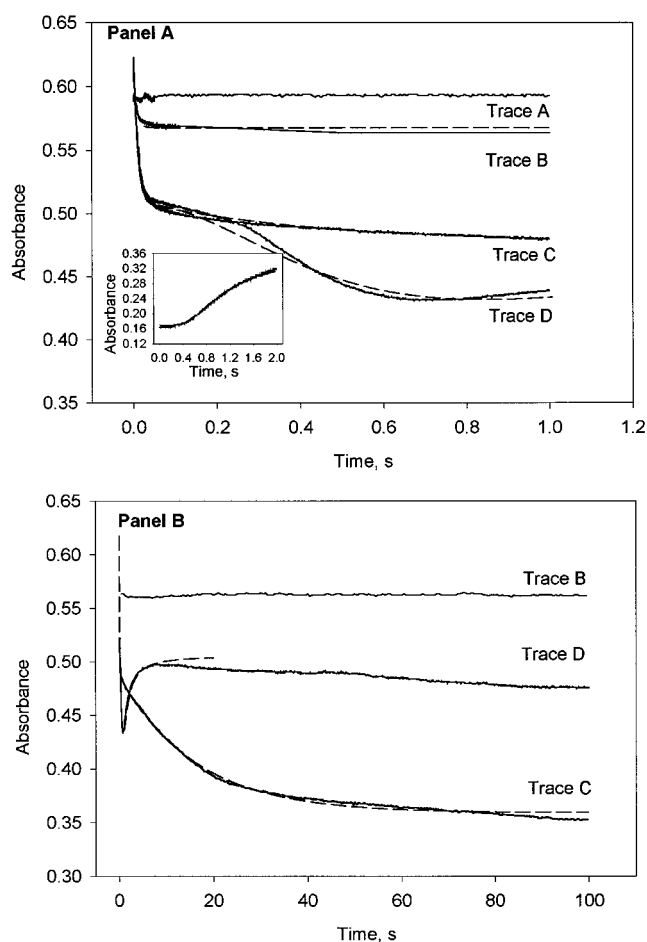 Panel A
0.65
0.60
0.55
0.50
0.45
0.40
0.35
Absorbance
Trace A
Trace B
Trace C
Trace D
0.36
0.32
0.28
0.24
0.20
0.16
0.12
Absorbance
0.0 0.4 0.8 1.2 1.6 2.0
Time, s
0.0 0.2 0.4 0.6 0.8 1.0 1.2
Time, s
Panel B
0.65
0.60
0.55
0.50
0.45
0.40
0.35
0.30
Absorbance
Trace B
Trace D
Trace C
0 20 40 60 80 100
Time, s